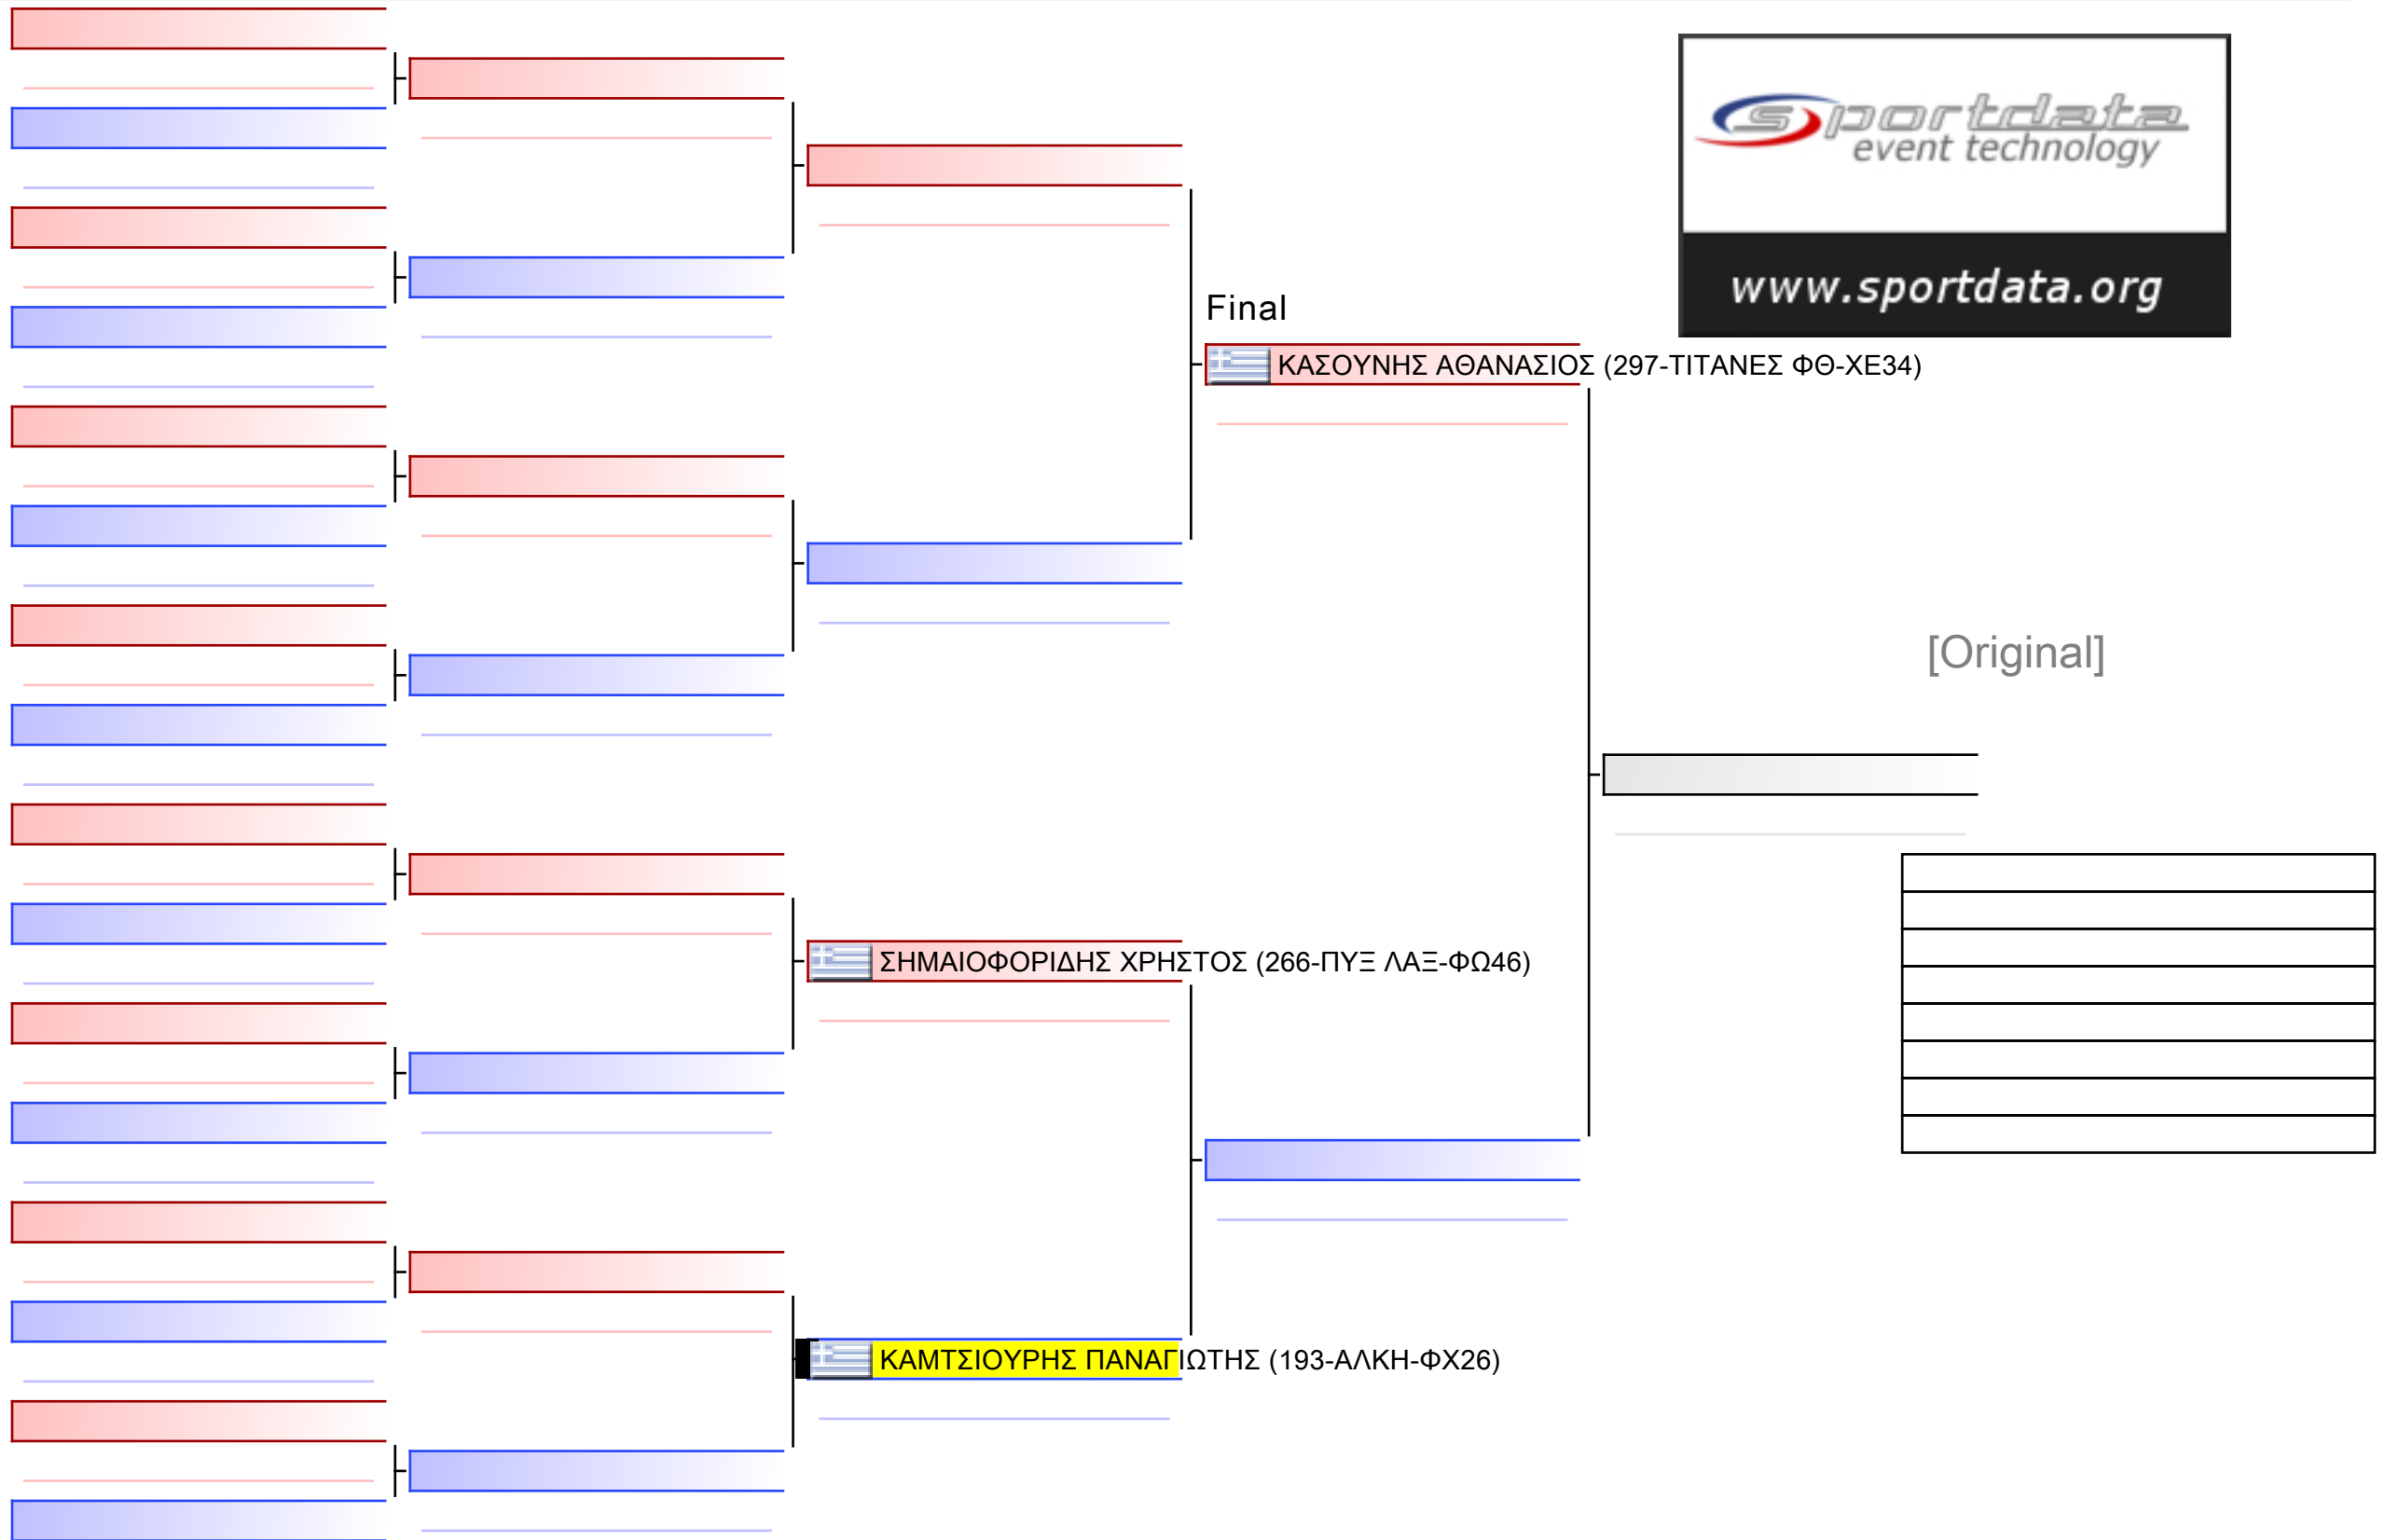 sportdata
event technology
www.sportdata.org
Final
ΚΑΣΟΥΝΗΣ ΑΘΑΝΑΣΙΟΣ (297-ΤΙΤΑΝΕΣ ΦΘ-ΧΕ34)
[Original]
ΣΗΜΑΙΟΦΟΡΙΔΗΣ ΧΡΗΣΤΟΣ (266-ΠΥΞ ΛΑΞ-ΦΩ46)
ΚΑΜΤΣΙΟΥΡΗΣ ΠΑΝΑΓΙΩΤΗΣ (193-ΑΛΚΗ-ΦΧ26)